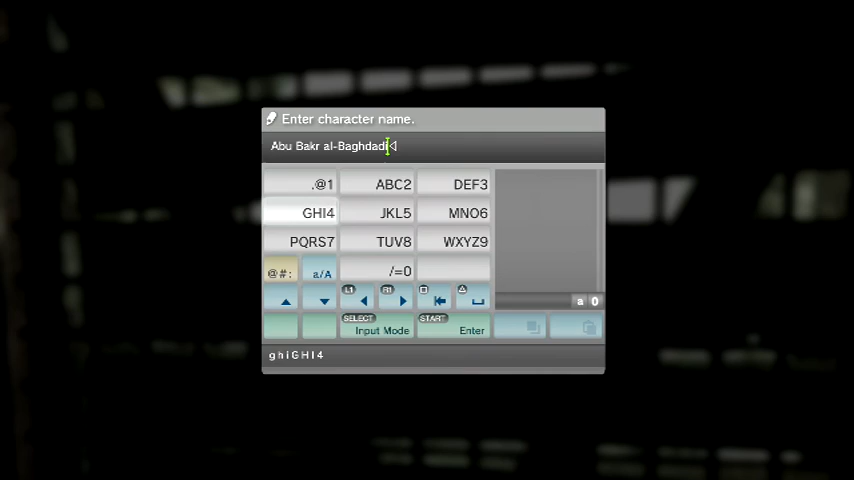 Enter character name.
Abu Bakr al-Baghdadi
.@1 ABC2 DEF3
GHI4 JKL5 MNO6
PQRS7 TUV8 WXYZ9
@#: a/A /=0
L1 R1
a 0
SELECT START
Input Mode Enter
ghiGHI4